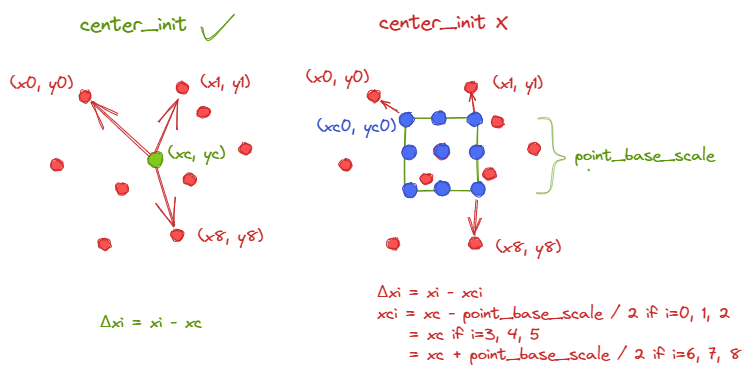 center_init
(x0, y0)
(x1, y1)
(xc, yc)
(x8, y8)
Δxi = xi - xc
center_init X
(x0, y0)
(x1, y1)
(xc0, yc0)
point_base_scale
(x8, y8)
Δxi = xi - xci
xci = xc - point_base_scale / 2 if i=0, 1, 2
= xc if i=3, 4, 5
= xc + point_base_scale / 2 if i=6, 7, 8